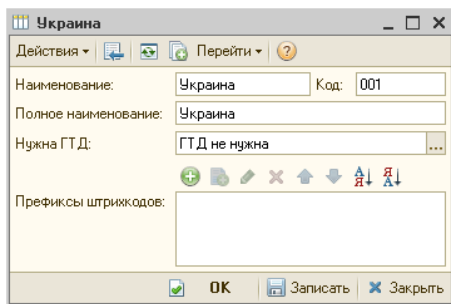 Украина
Действия Перейти
Наименование: Украина Код: 001
Полное наименование: Украина
Нужна ГТД: ГТД не нужна ...
Префиксы штрихкодов:
OK Записать Закрыть